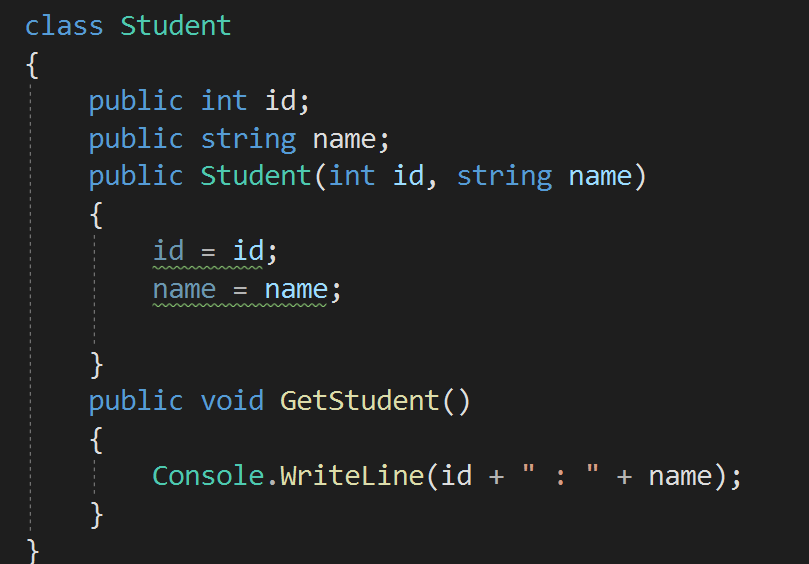 class Student
{
    public int id;
    public string name;
    public Student(int id, string name)
    {
        id = id;
        name = name;

    }
    public void GetStudent()
    {
        Console.WriteLine(id + " : " + name);
    }
}